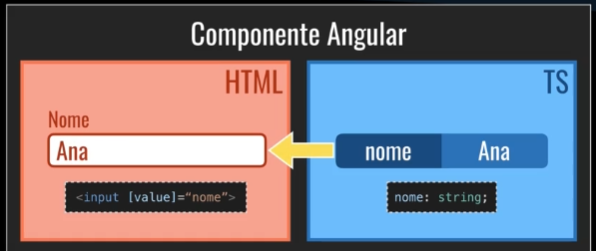 Componente Angular
HTML
Nome
Ana
<input [value]=“nome”>
TS
nome
Ana
nome: string;